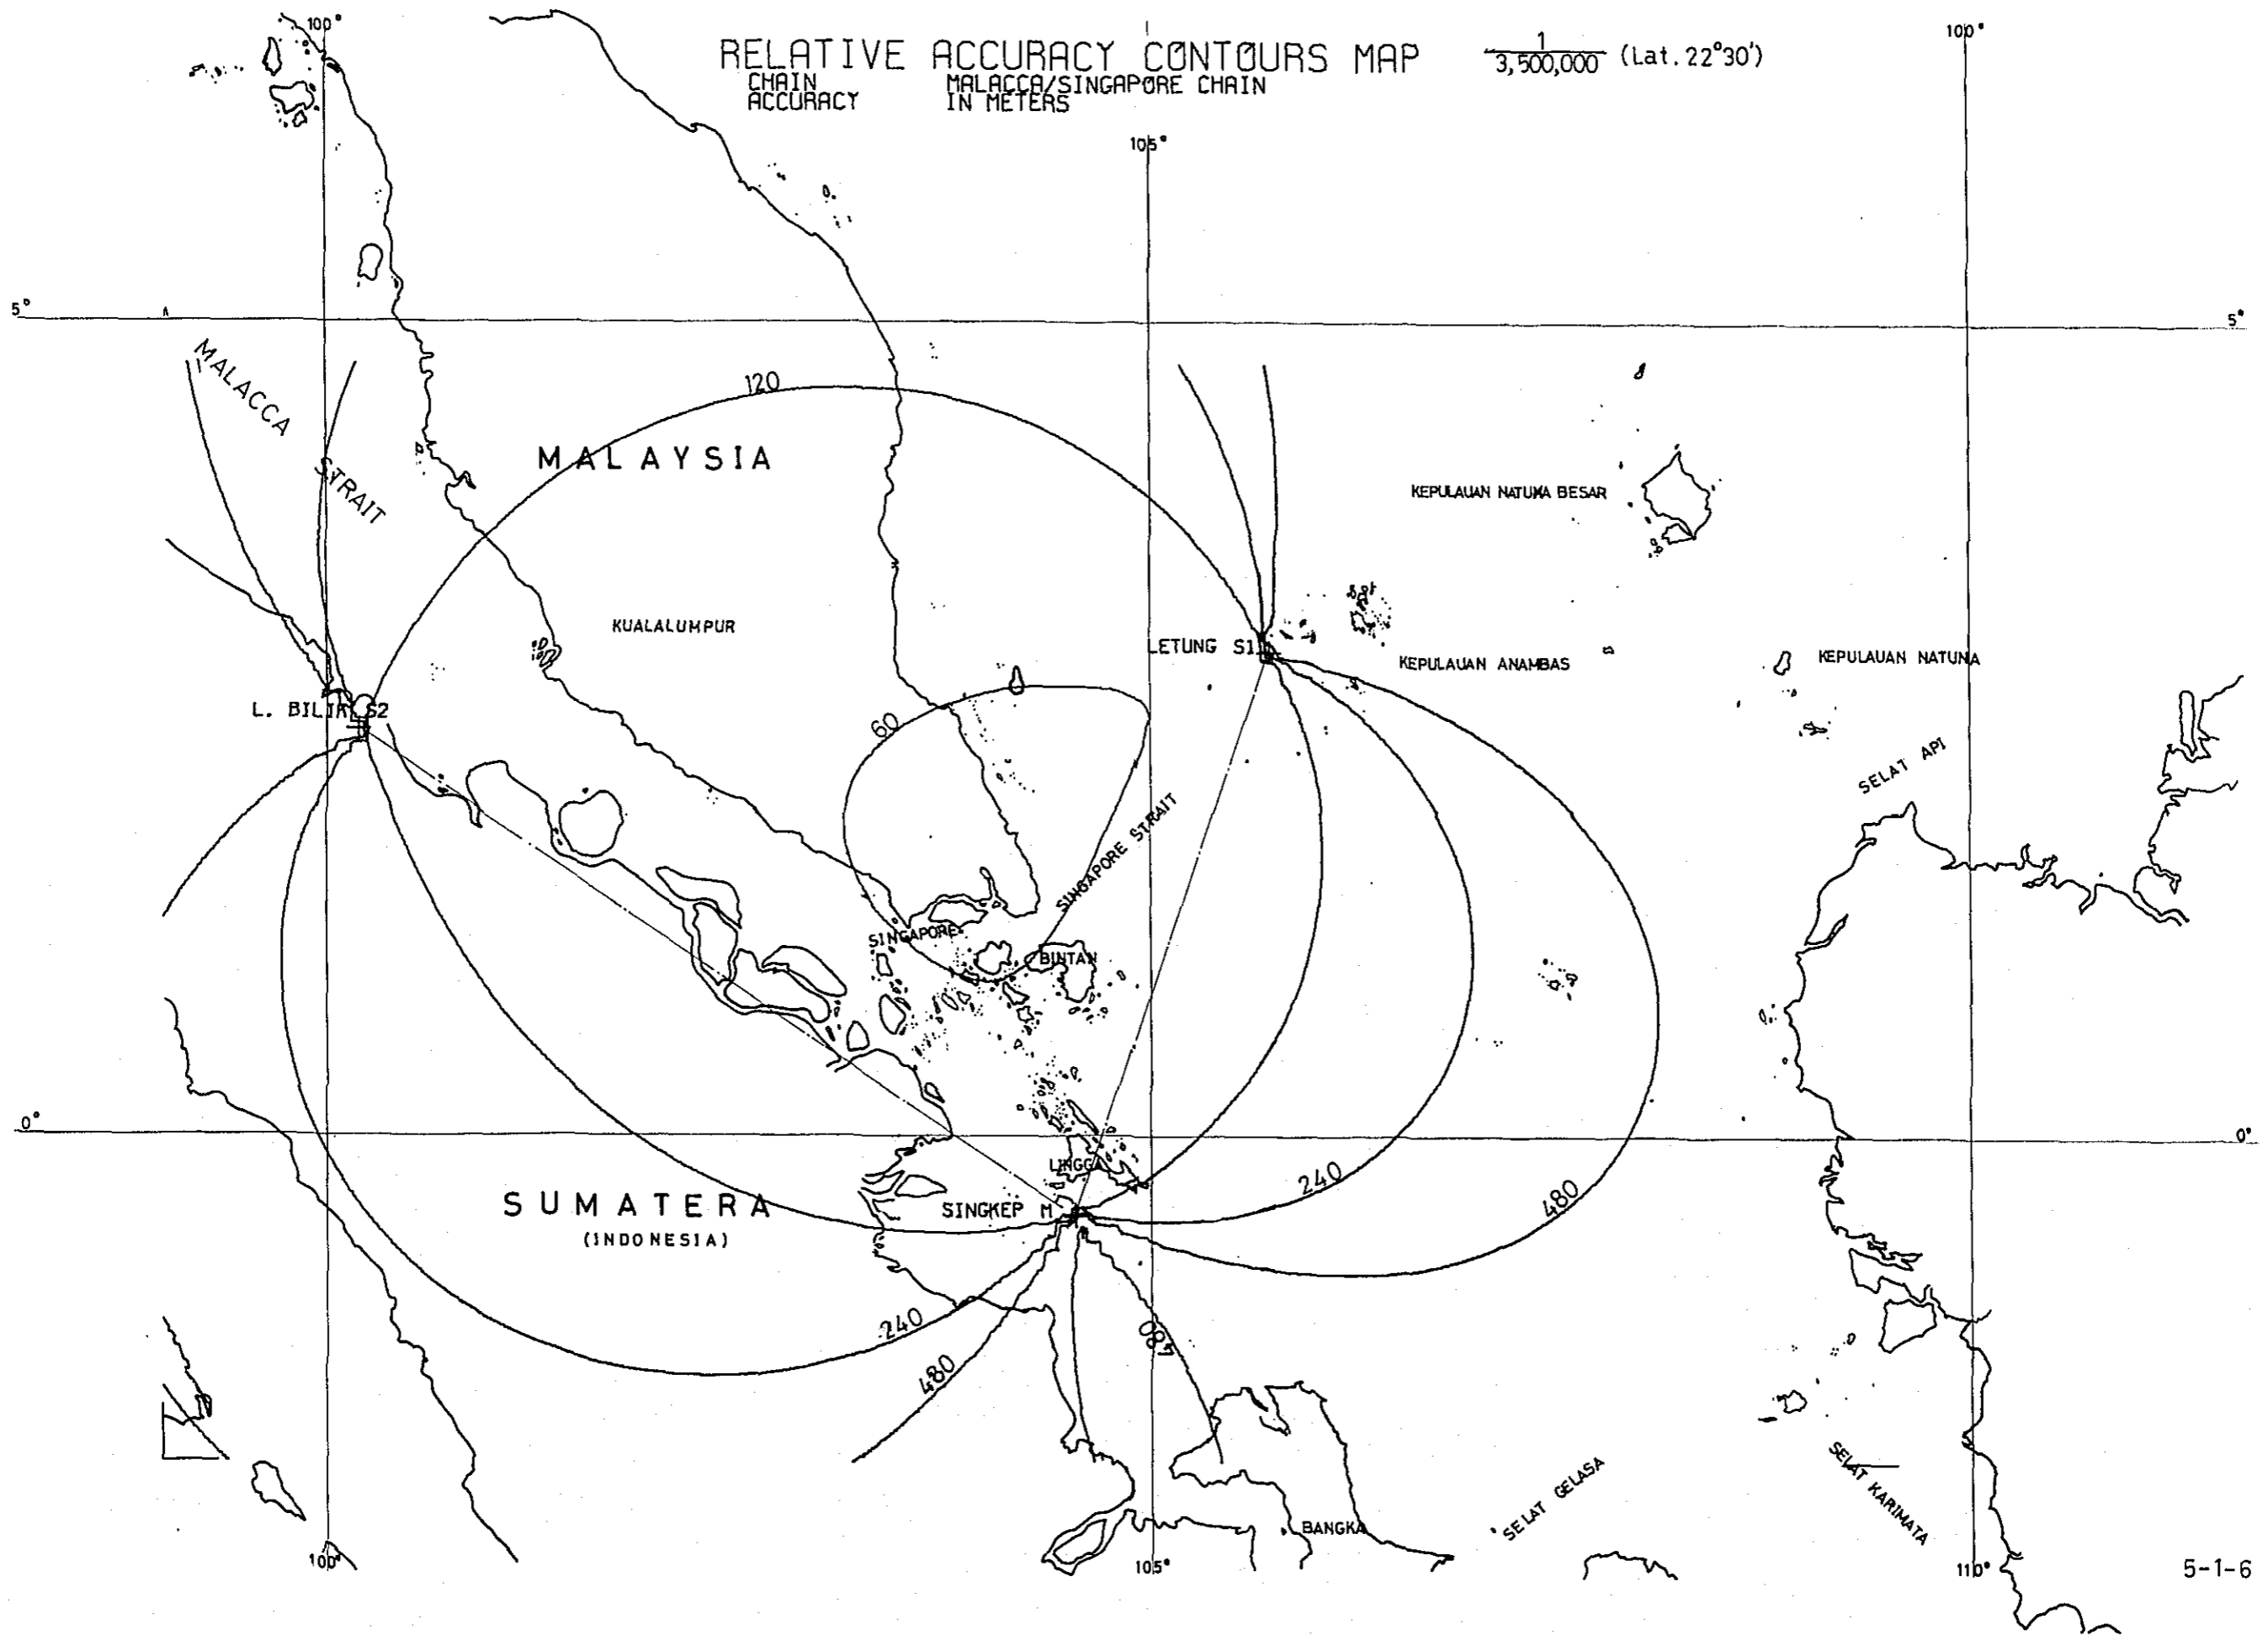 100°
100°
RELATIVE ACCURACY CONTOURS MAP
1
3,500,000 (Lat. 22°30')
CHAIN MALACCA/SINGAPORE CHAIN
ACCURACY IN METERS
105°
5°
5°
MALACCA
STRAIT
120
MALAYSIA
KEPULAUAN NATUNA BESAR
KUALALUMPUR
LETUNG S1
KEPULAUAN ANAMBAS
KEPULAUAN NATUNA
L. BILIK S2
60
SELAT API
SINGAPORE STRAIT
SINGAPORE
BINTAN
0°
0°
LINGGA
240
480
SUMATERA
(INDONESIA)
SINGKEP M
240
480
480
SELAT GELASA
SELAT KARIMATA
BANGKA
100°
105°
110°
5-1-6